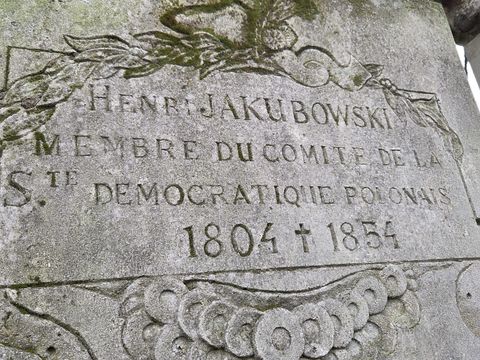 HENRI JAKUBOWSKI
MEMBRE DU COMITE DE LA
S.TE DEMOCRATIQUE POLONAIS
1804 † 1854